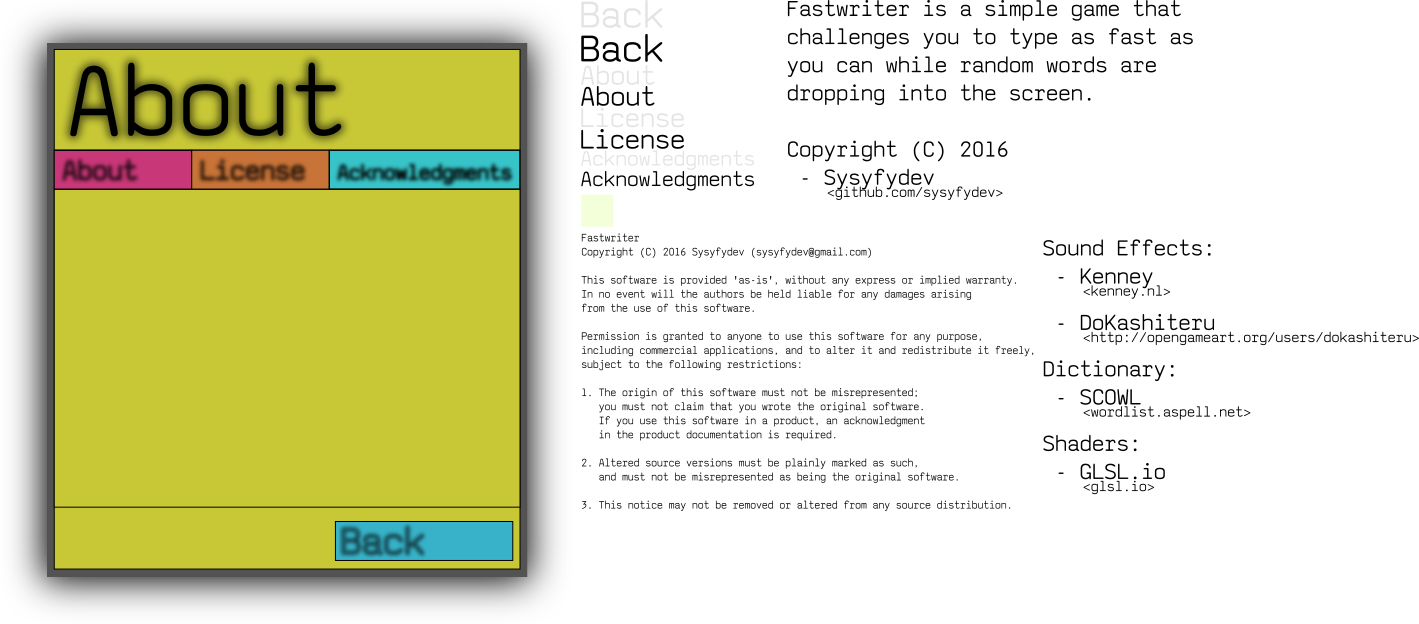 About
About License Acknowledgments
Back
Back
Back
About
About
License
License
Acknowledgments
Acknowledgments
Fastwriter is a simple game that
challenges you to type as fast as
you can while random words are
dropping into the screen.
Copyright (C) 2016
- Sysyfydev
<github.com/sysyfydev>
Fastwriter
Copyright (C) 2016 Sysyfydev (sysyfydev@gmail.com)
This software is provided 'as-is', without any express or implied warranty.
In no event will the authors be held liable for any damages arising
from the use of this software.
Permission is granted to anyone to use this software for any purpose,
including commercial applications, and to alter it and redistribute it freely,
subject to the following restrictions:
1. The origin of this software must not be misrepresented;
you must not claim that you wrote the original software.
If you use this software in a product, an acknowledgment
in the product documentation is required.
2. Altered source versions must be plainly marked as such,
and must not be misrepresented as being the original software.
3. This notice may not be removed or altered from any source distribution.
Sound Effects:
- Kenney
<kenney.nl>
- DoKashiteru
<http://opengameart.org/users/dokashiteru>
Dictionary:
- SCOWL
<wordlist.aspell.net>
Shaders:
- GLSL.io
<glsl.io>